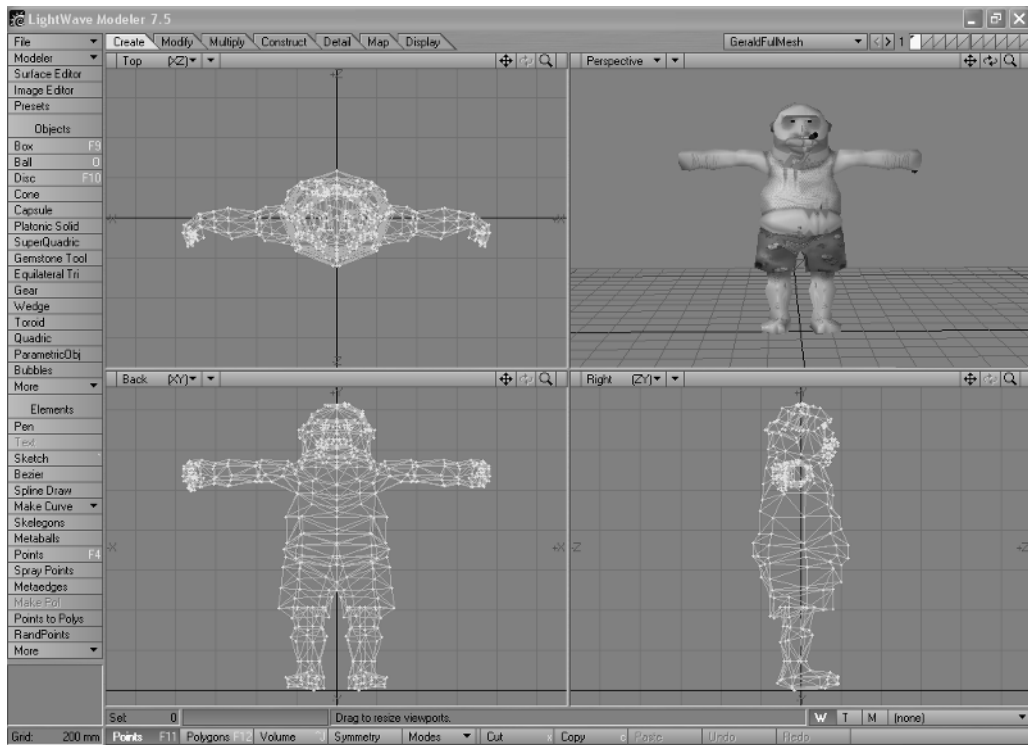 LightWave Modeler 7.5
File
Create Modify Multiply Construct Detail Map Display
GeraldFullMesh
1
Modeler
Top (XZ)
Perspective
Surface Editor
Image Editor
Presets
Objects
Box F9
Ball O
Disc F10
Cone
Capsule
Platonic Solid
SuperQuadric
Gemstone Tool
Equilateral Tri
Gear
Wedge
Toroid
Quadric
ParametricObj
Bubbles
More
Back (XY)
Right (ZY)
Elements
Pen
Text
Sketch
Bezier
Spline Draw
Make Curve
Skelegons
Metaballs
Points F4
Spray Points
Metaedges
Make Pol
Points to Polys
RandPoints
More
Sel: 0
Drag to resize viewports.
W T M (none)
Grid: 200 mm
Points F11 Polygons F12 Volume ^J Symmetry Modes Cut x Copy c Paste Undo Redo